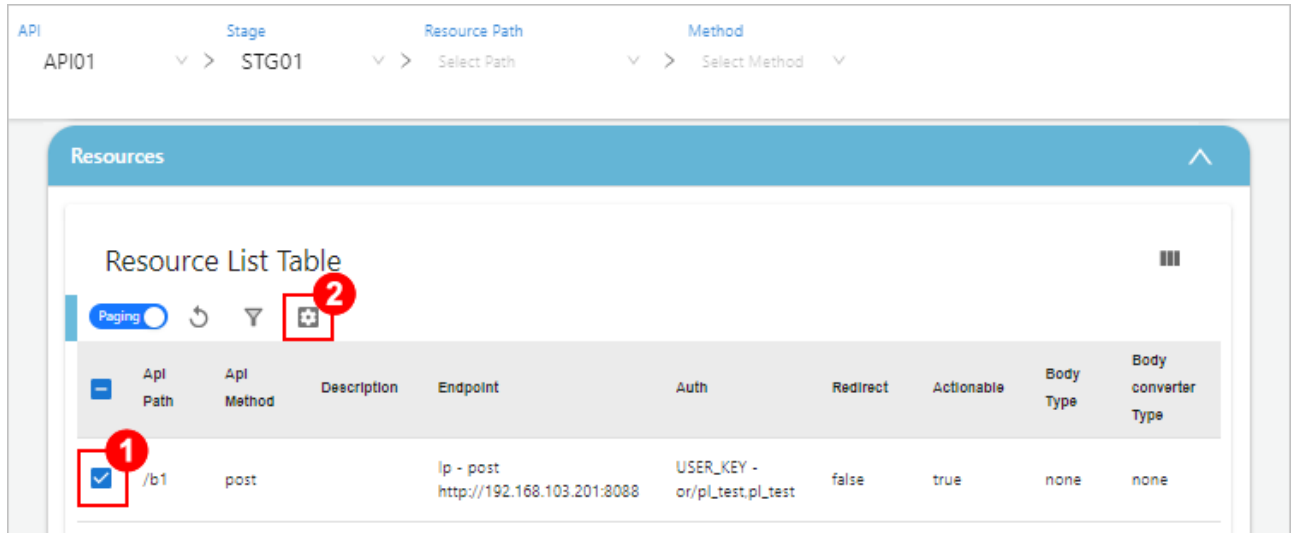 API Stage Resource Path Method
API01 > STG01 > Select Path > Select Method
Resources
Resource List Table
2
Paging
Api Path Api Method Description Endpoint Auth Redirect Actionable Body Type Body converter Type
1
/b1 post Ip - post http://192.168.103.201:8088 USER_KEY - or/pl_test,pl_test false true none none